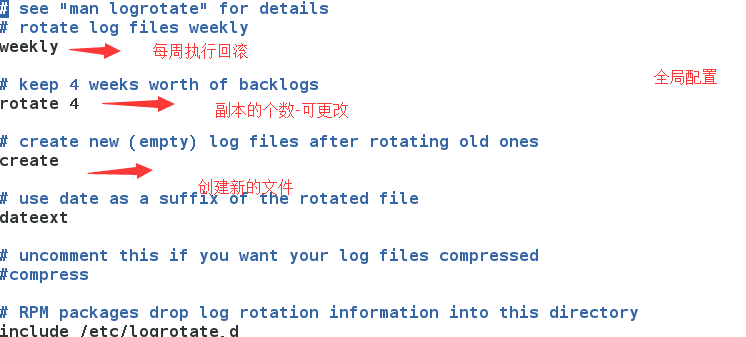 # see "man logrotate" for details
# rotate log files weekly
weekly
每周执行回滚
# keep 4 weeks worth of backlogs
全局配置
rotate 4
副本的个数-可更改
# create new (empty) log files after rotating old ones
create
创建新的文件
# use date as a suffix of the rotated file
dateext
# uncomment this if you want your log files compressed
#compress
# RPM packages drop log rotation information into this directory
include /etc/logrotate.d